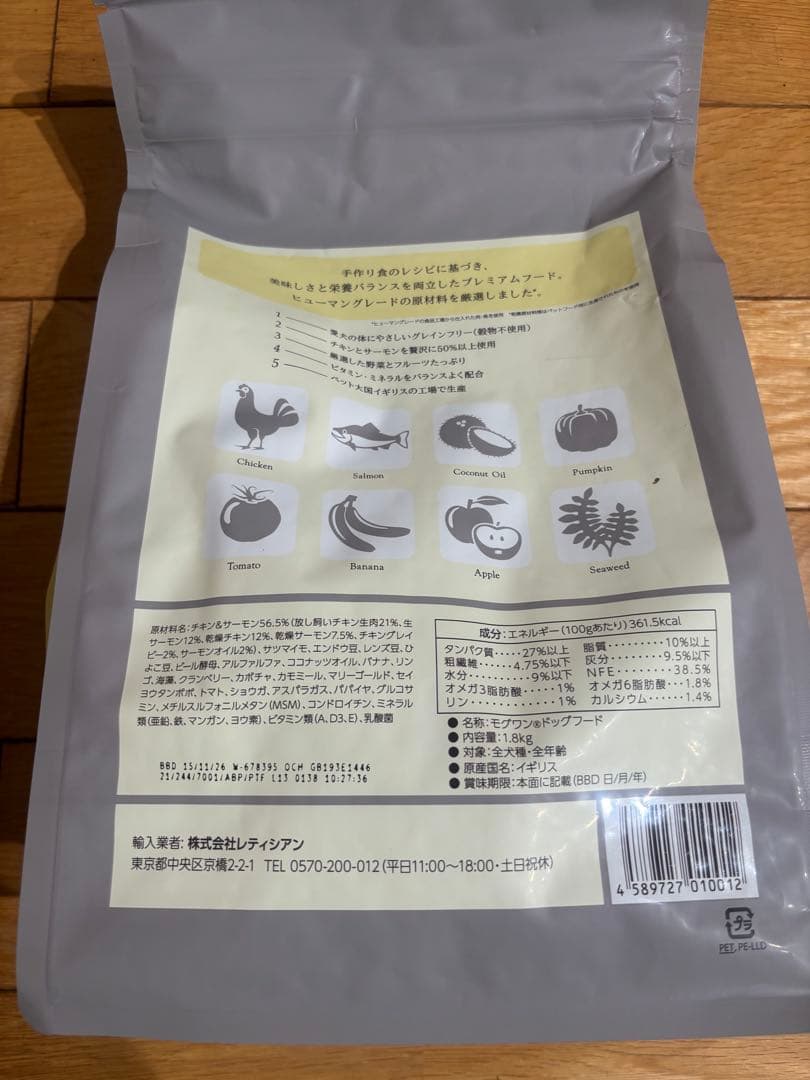 手作り食のレシピに基づき、
美味しさと栄養バランスを両立したプレミアムフード。
ヒューマングレードの原材料を厳選しました*。
1 愛犬の体にやさしいグレインフリー(穀物不使用)
2 チキンとサーモンを贅沢に50%以上使用
3 厳選した野菜とフルーツたっぷり
4 ビタミン・ミネラルをバランスよく配合
5 ペット大国イギリスの工場で生産
Chicken
Salmon
Coconut Oil
Pumpkin
Tomato
Banana
Apple
Seaweed
原材料名:チキン&サーモン56.5%(放し飼いチキン生肉21%、生
サーモン12%、乾燥チキン12%、乾燥サーモン7.5%、チキングレイ
ビー2%、サーモンオイル2%)、サツマイモ、エンドウ豆、レンズ豆、ひ
よこ豆、ビール酵母、アルファルファ、ココナッツオイル、バナナ、リン
ゴ、海藻、クランベリー、カボチャ、カモミール、マリーゴールド、セイ
ヨウタンポポ、トマト、ショウガ、アスパラガス、パパイヤ、グルコサ
ミン、メチルスルフォニルメタン(MSM)、コンドロイチン、ミネラル
類(亜鉛、鉄、マンガン、ヨウ素)、ビタミン類(A、D3、E)、乳酸菌
BBD 15/11/26 W-678395 OCH GB193E1446
21/244/7001/ABP/PTF L13 0138 10:27:36
成分:エネルギー(100gあたり)361.5kcal
タンパク質・・・・・27%以上 脂質・・・・・・・・・10%以上
粗繊維・・・・・・4.75%以下 灰分・・・・・・・・・9.5%以下
水分・・・・・・・・・・9%以下 NFE・・・・・・・・・38.5%
オメガ3脂肪酸・・・・・1% オメガ6脂肪酸・・・1.8%
リン・・・・・・・・・・・・・・1% カルシウム・・・・・1.4%
● 名称:モグワン®ドッグフード
● 内容量:1.8kg
● 対象:全犬種・全年齢
● 原産国名:イギリス
● 賞味期限:本面に記載(BBD 日/月/年)
輸入業者:株式会社レティシアン
東京都中央区京橋2-2-1 TEL 0570-200-012(平日11:00〜18:00・土日祝休)
4 589727 010012
プラ
PET, PE-LLD